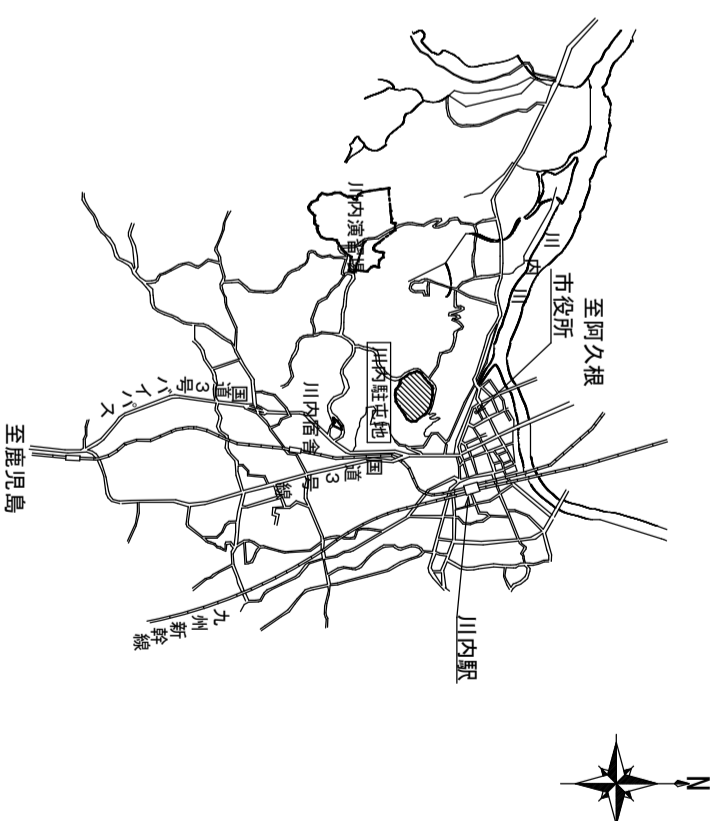 至阿久根
市役所
川内川
川内演習場
川内駐屯地
川内宿舎
国道3号
バイパス
国道3号線
川内駅
九州新幹線
至鹿児島
N